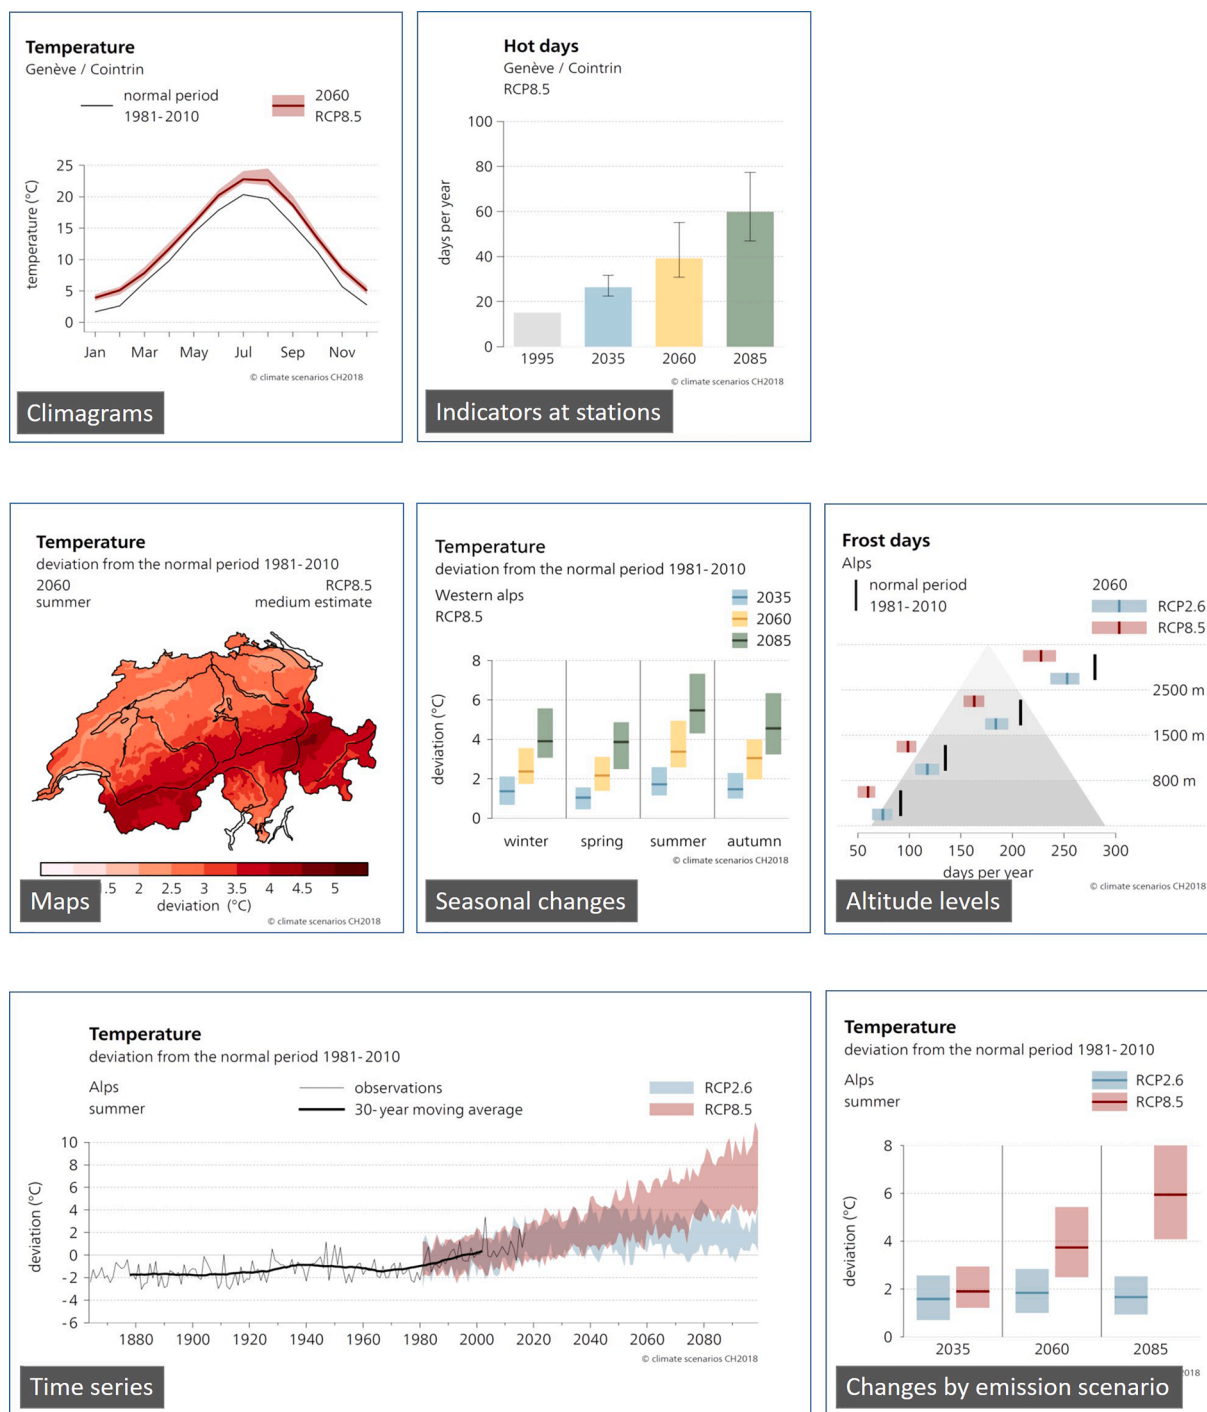 Temperature
Genève / Cointrin
normal period
1981-2010
2060
RCP8.5
25
20
15
10
5
0
temperature (°C)
Jan Mar May Jul Sep Nov
© climate scenarios CH2018
Climagrams
Hot days
Genève / Cointrin
RCP8.5
100
80
60
40
20
0
days per year
1995 2035 2060 2085
© climate scenarios CH2018
Indicators at stations
Temperature
deviation from the normal period 1981-2010
2060 RCP8.5
summer medium estimate
.5 2 2.5 3 3.5 4 4.5 5
deviation (°C)
© climate scenarios CH2018
Maps
Temperature
deviation from the normal period 1981-2010
Western alps
RCP8.5
2035
2060
2085
8
6
4
2
0
deviation (°C)
winter spring summer autumn
© climate scenarios CH2018
Seasonal changes
Frost days
Alps
normal period
1981-2010
2060
RCP2.6
RCP8.5
2500 m
1500 m
800 m
50 100 150 200 250 300
days per year
© climate scenarios CH2018
Altitude levels
Temperature
deviation from the normal period 1981-2010
Alps
summer
observations
30-year moving average
RCP2.6
RCP8.5
10
8
6
4
2
0
-2
-4
-6
deviation (°C)
1880 1900 1920 1940 1960 1980 2000 2020 2040 2060 2080
© climate scenarios CH2018
Time series
Temperature
deviation from the normal period 1981-2010
Alps
summer
RCP2.6
RCP8.5
8
6
4
2
0
deviation (°C)
2035 2060 2085
2018
Changes by emission scenario